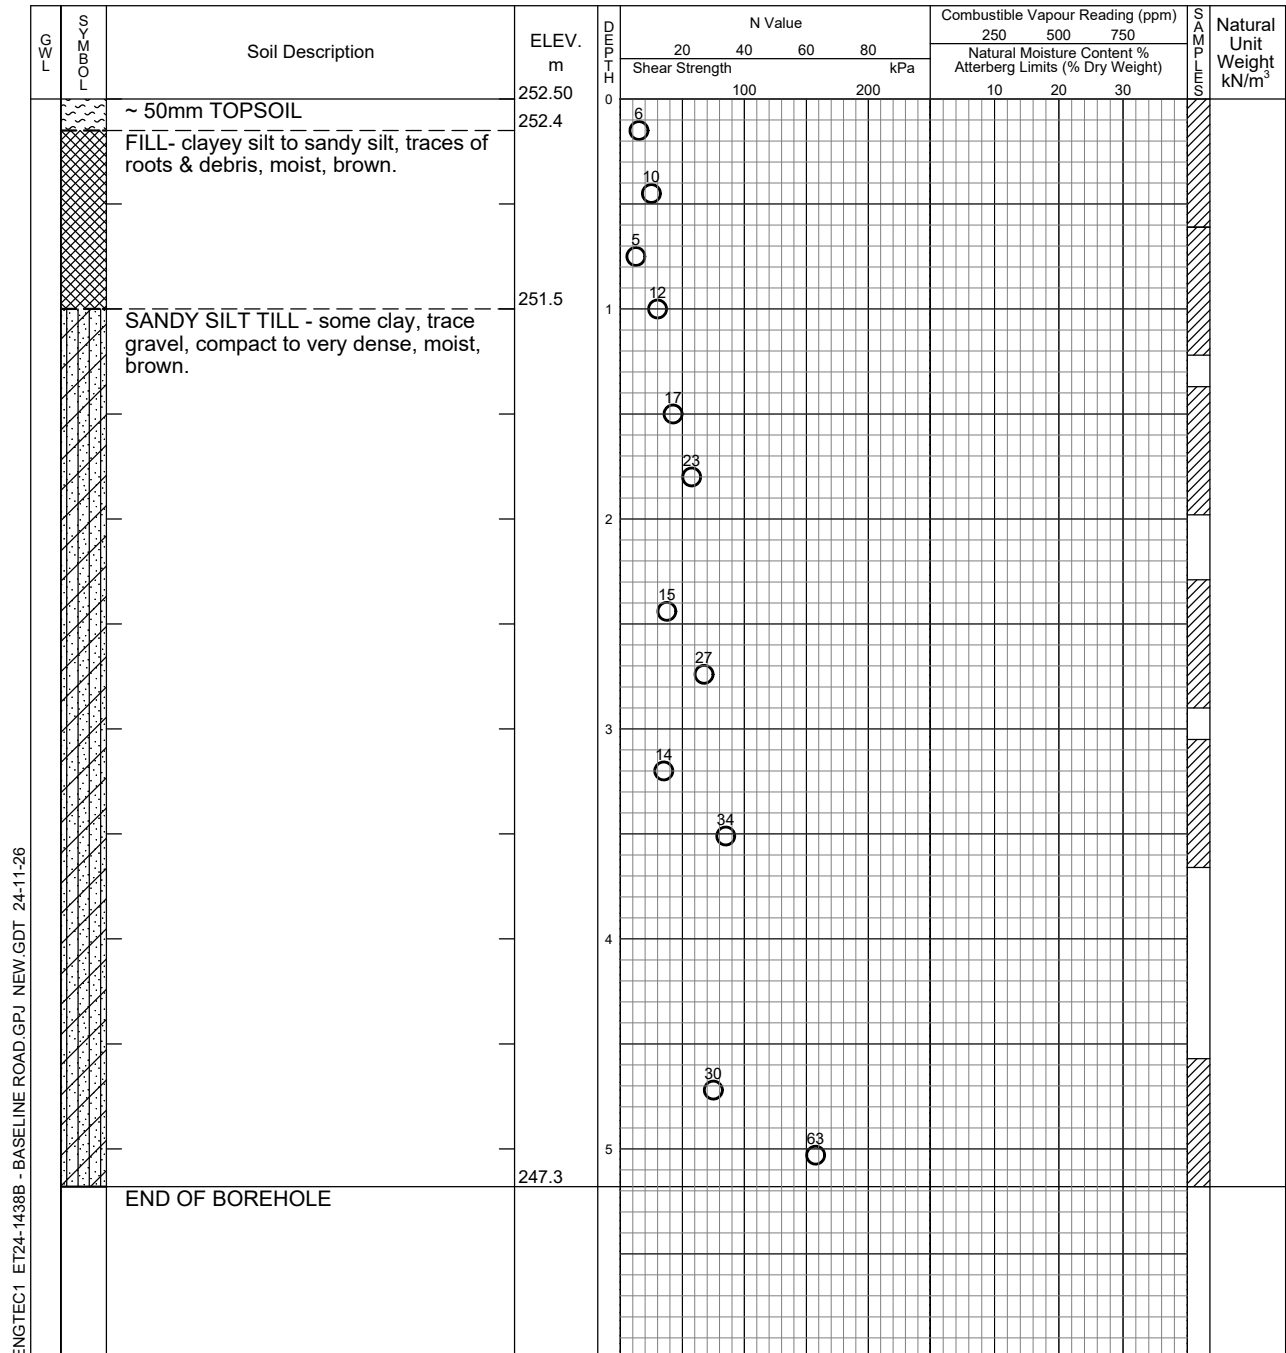 GWL
SYMBOL
Soil Description
ELEV.
m
DEPTH
N Value
20 40 60 80
Shear Strength kPa
100 200
Combustible Vapour Reading (ppm)
250 500 750
Natural Moisture Content %
Atterberg Limits (% Dry Weight)
10 20 30
SAMPLES
Natural
Unit
Weight
kN/m³
252.50
0
~ 50mm TOPSOIL
252.4
6
FILL- clayey silt to sandy silt, traces of
roots & debris, moist, brown.
10
5
12
251.5
1
SANDY SILT TILL - some clay, trace
gravel, compact to very dense, moist,
brown.
17
23
2
15
27
3
14
34
4
30
63
5
247.3
END OF BOREHOLE
ENGTEC1 ET24-1438B - BASELINE ROAD.GPJ NEW.GDT 24-11-26